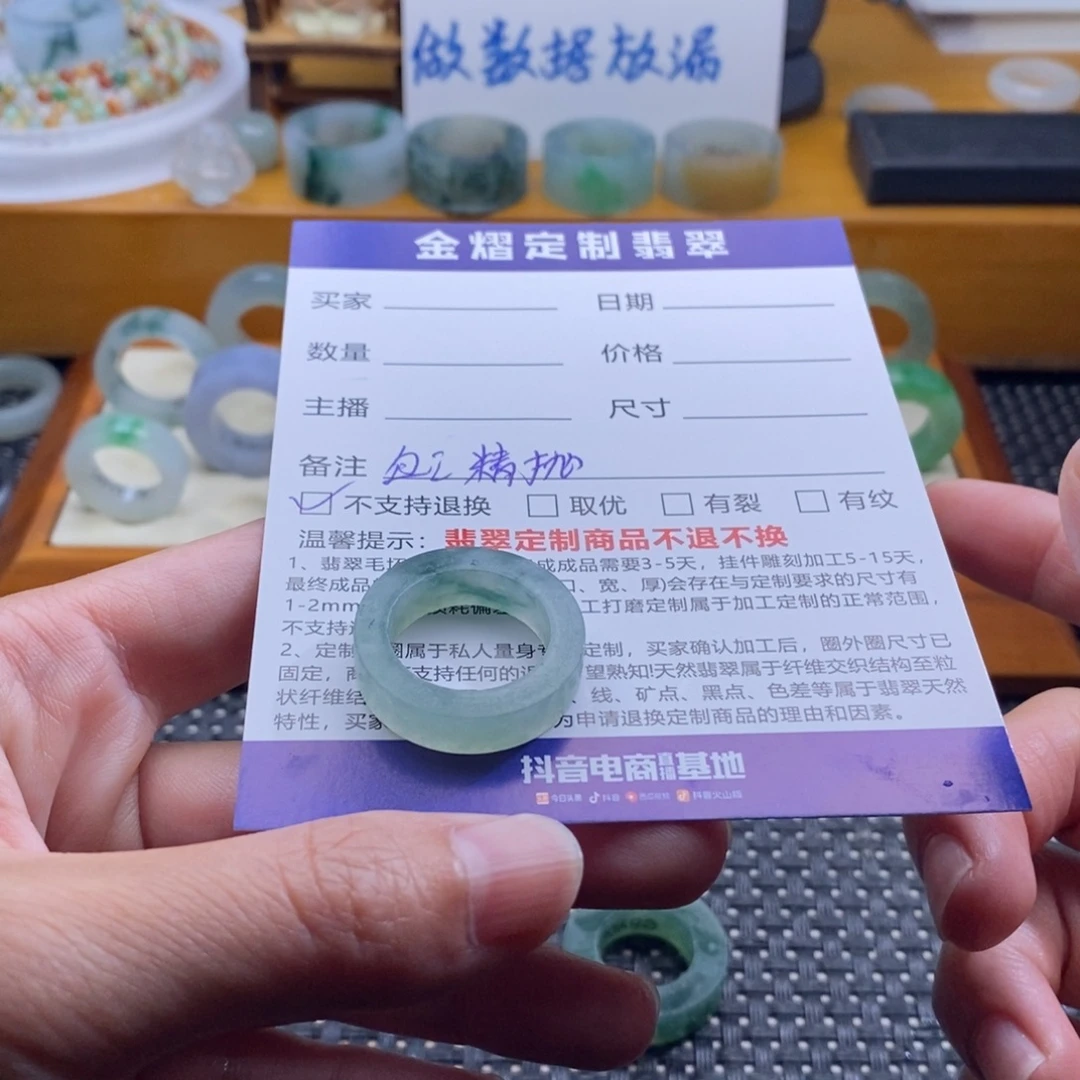 做数据放漏
金熠定制翡翠
买家 日期
数量 价格
主播 尺寸
备注 精抛
不支持退换 取优 有裂 有纹
温馨提示：翡翠定制商品不退不换
1、翡翠毛坯 成成品需要3-5天，挂件雕刻加工5-15天，
最终成品 口、宽、厚)会存在与定制要求的尺寸有
1-2mm 损耗偏差 工打磨定制属于加工定制的正常范围，
不支持
2、定制 圈属于私人量身 定制，买家确认加工后，圈外圈尺寸已
固定， 支持任何的 望熟知!天然翡翠属于纤维交织结构至粒
状纤维结 线、矿点、黑点、色差等属于翡翠天然
特性，买家 为申请退换定制商品的理由和因素。
抖音电商直播基地
今日头条 抖音 西瓜视频 抖音火山版